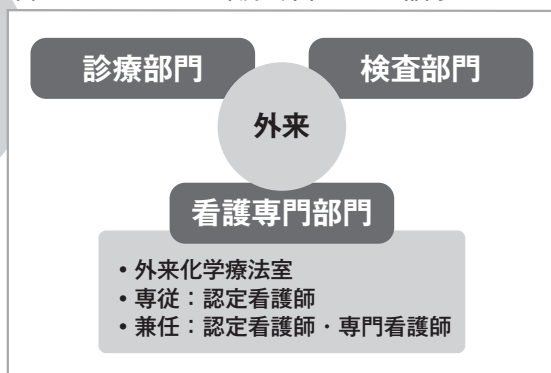 診療部門
検査部門
外来
看護専門部門
• 外来化学療法室
• 専従：認定看護師
• 兼任：認定看護師・専門看護師